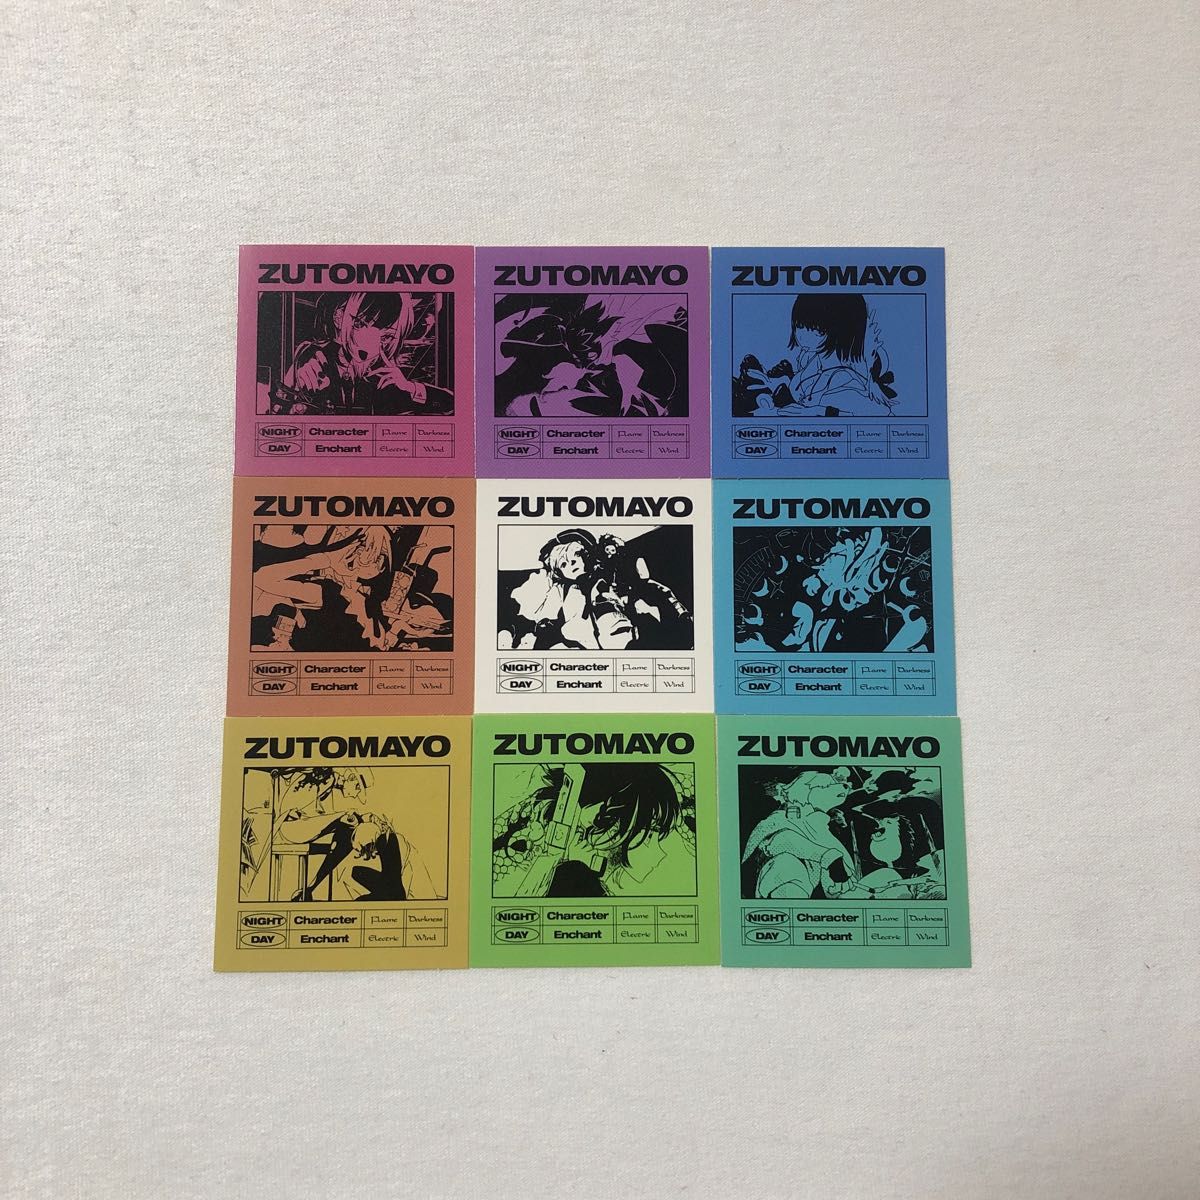 ZUTOMAYO
NIGHT Character Flame Darkness
DAY Enchant Electric Wind
ZUTOMAYO
NIGHT Character Flame Darkness
DAY Enchant Electric Wind
ZUTOMAYO
NIGHT Character Flame Darkness
DAY Enchant Electric Wind
ZUTOMAYO
NIGHT Character Flame Darkness
DAY Enchant Electric Wind
ZUTOMAYO
NIGHT Character Flame Darkness
DAY Enchant Electric Wind
ZUTOMAYO
NIGHT Character Flame Darkness
DAY Enchant Electric Wind
ZUTOMAYO
NIGHT Character Flame Darkness
DAY Enchant Electric Wind
ZUTOMAYO
NIGHT Character Flame Darkness
DAY Enchant Electric Wind
ZUTOMAYO
NIGHT Character Flame Darkness
DAY Enchant Electric Wind